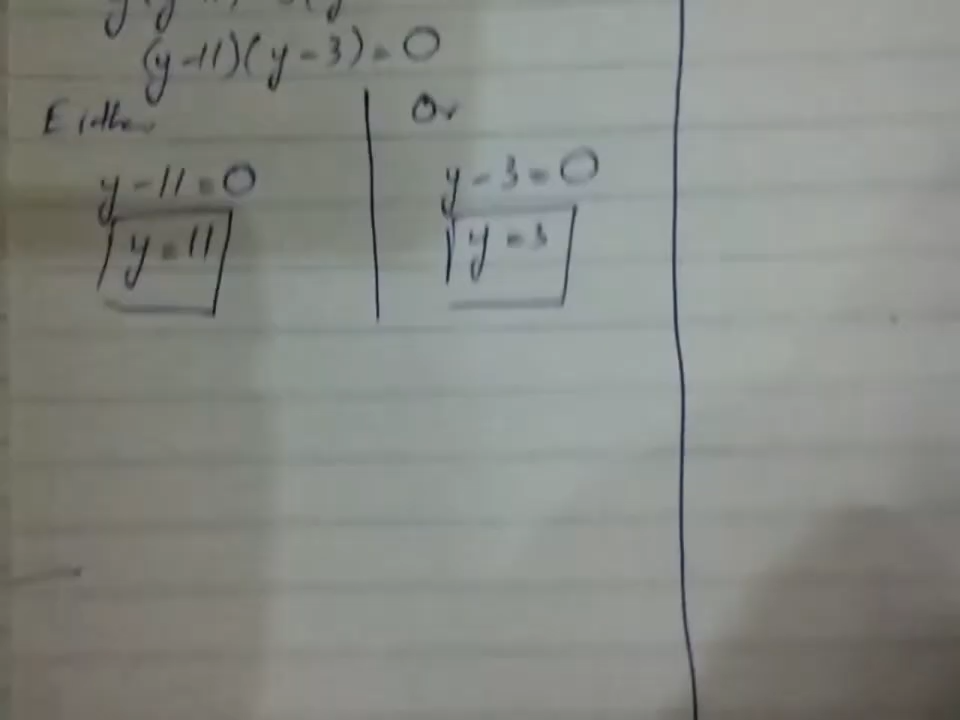 (y-11)(y-3)=0
Either
Or
y-11=0
y-3=0
y=11
y=3